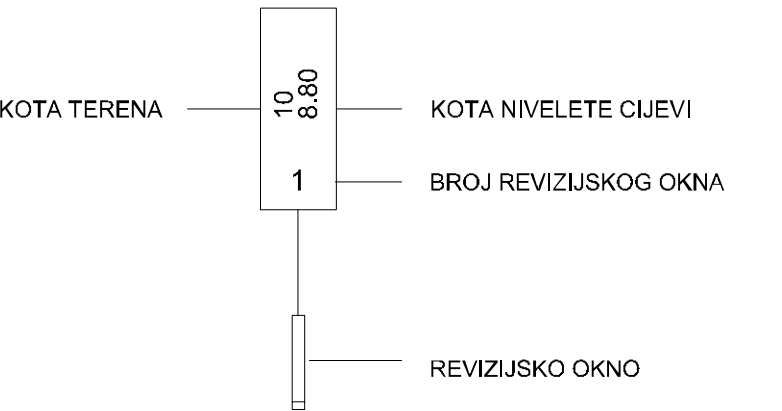 KOTA TERENA
10
8.80
KOTA NIVELETE CIJEVI
1
BROJ REVIZIJSKOG OKNA
REVIZIJSKO OKNO